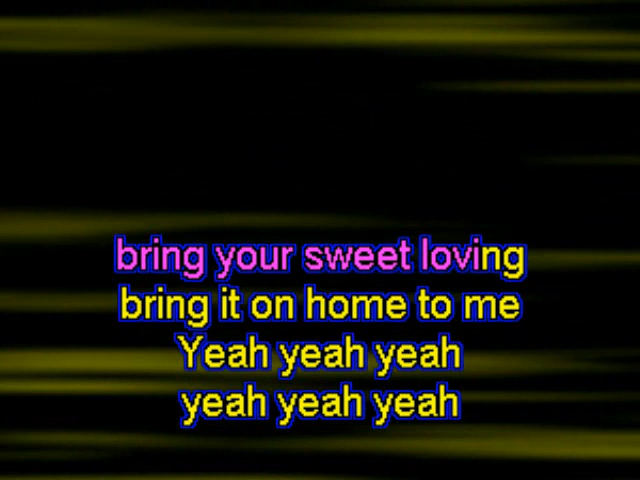 bring your sweet loving
bring it on home to me
Yeah yeah yeah
yeah yeah yeah